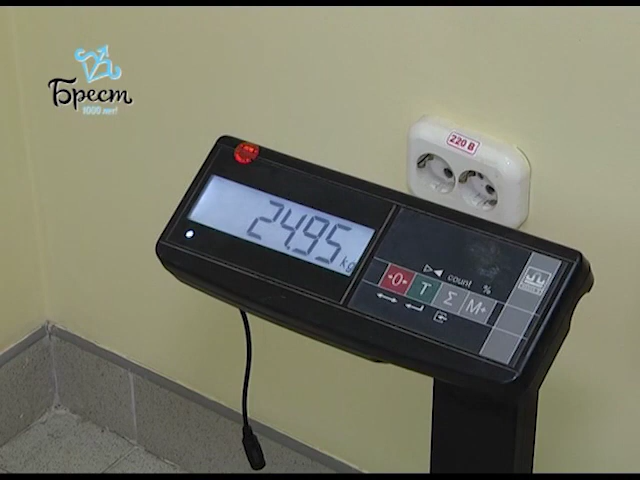 Брест
1000 лет!
220 В
24.95
kg
count %
→0← T Σ M+